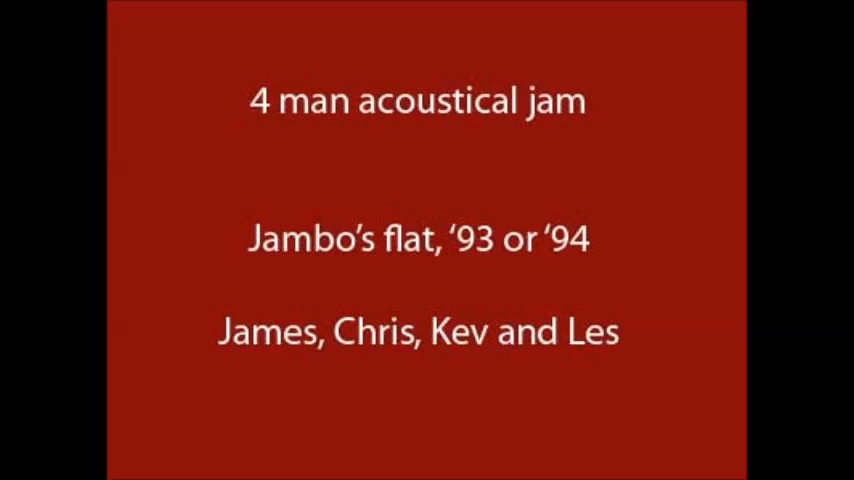 4 man acoustical jam
Jambo’s flat, ‘93 or ‘94
James, Chris, Kev and Les